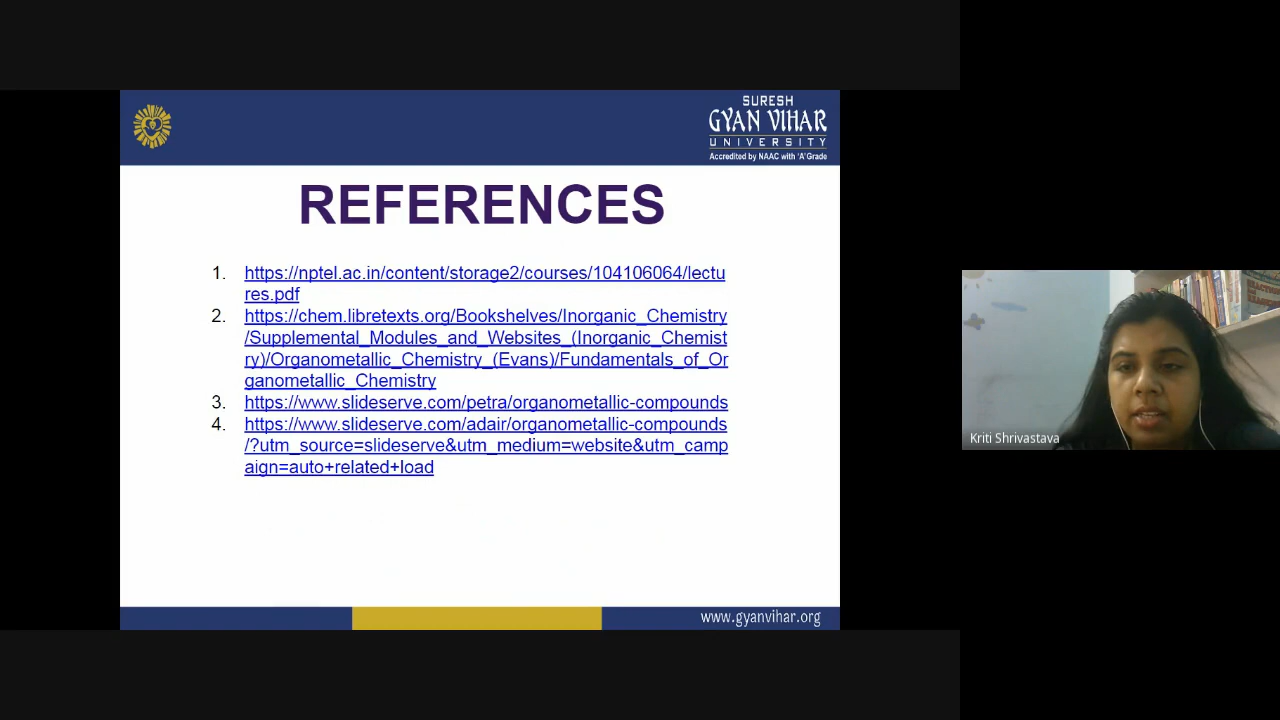 SURESH
GYAN VIHAR
UNIVERSITY
Accredited by NAAC with 'A' Grade
REFERENCES
1. https://nptel.ac.in/content/storage2/courses/104106064/lectu
res.pdf
2. https://chem.libretexts.org/Bookshelves/Inorganic_Chemistry
/Supplemental_Modules_and_Websites_(Inorganic_Chemist
ry)/Organometallic_Chemistry_(Evans)/Fundamentals_of_Or
ganometallic_Chemistry
3. https://www.slideserve.com/petra/organometallic-compounds
4. https://www.slideserve.com/adair/organometallic-compounds
/?utm_source=slideserve&utm_medium=website&utm_camp
aign=auto+related+load
www.gyanvihar.org
Kriti Shrivastava